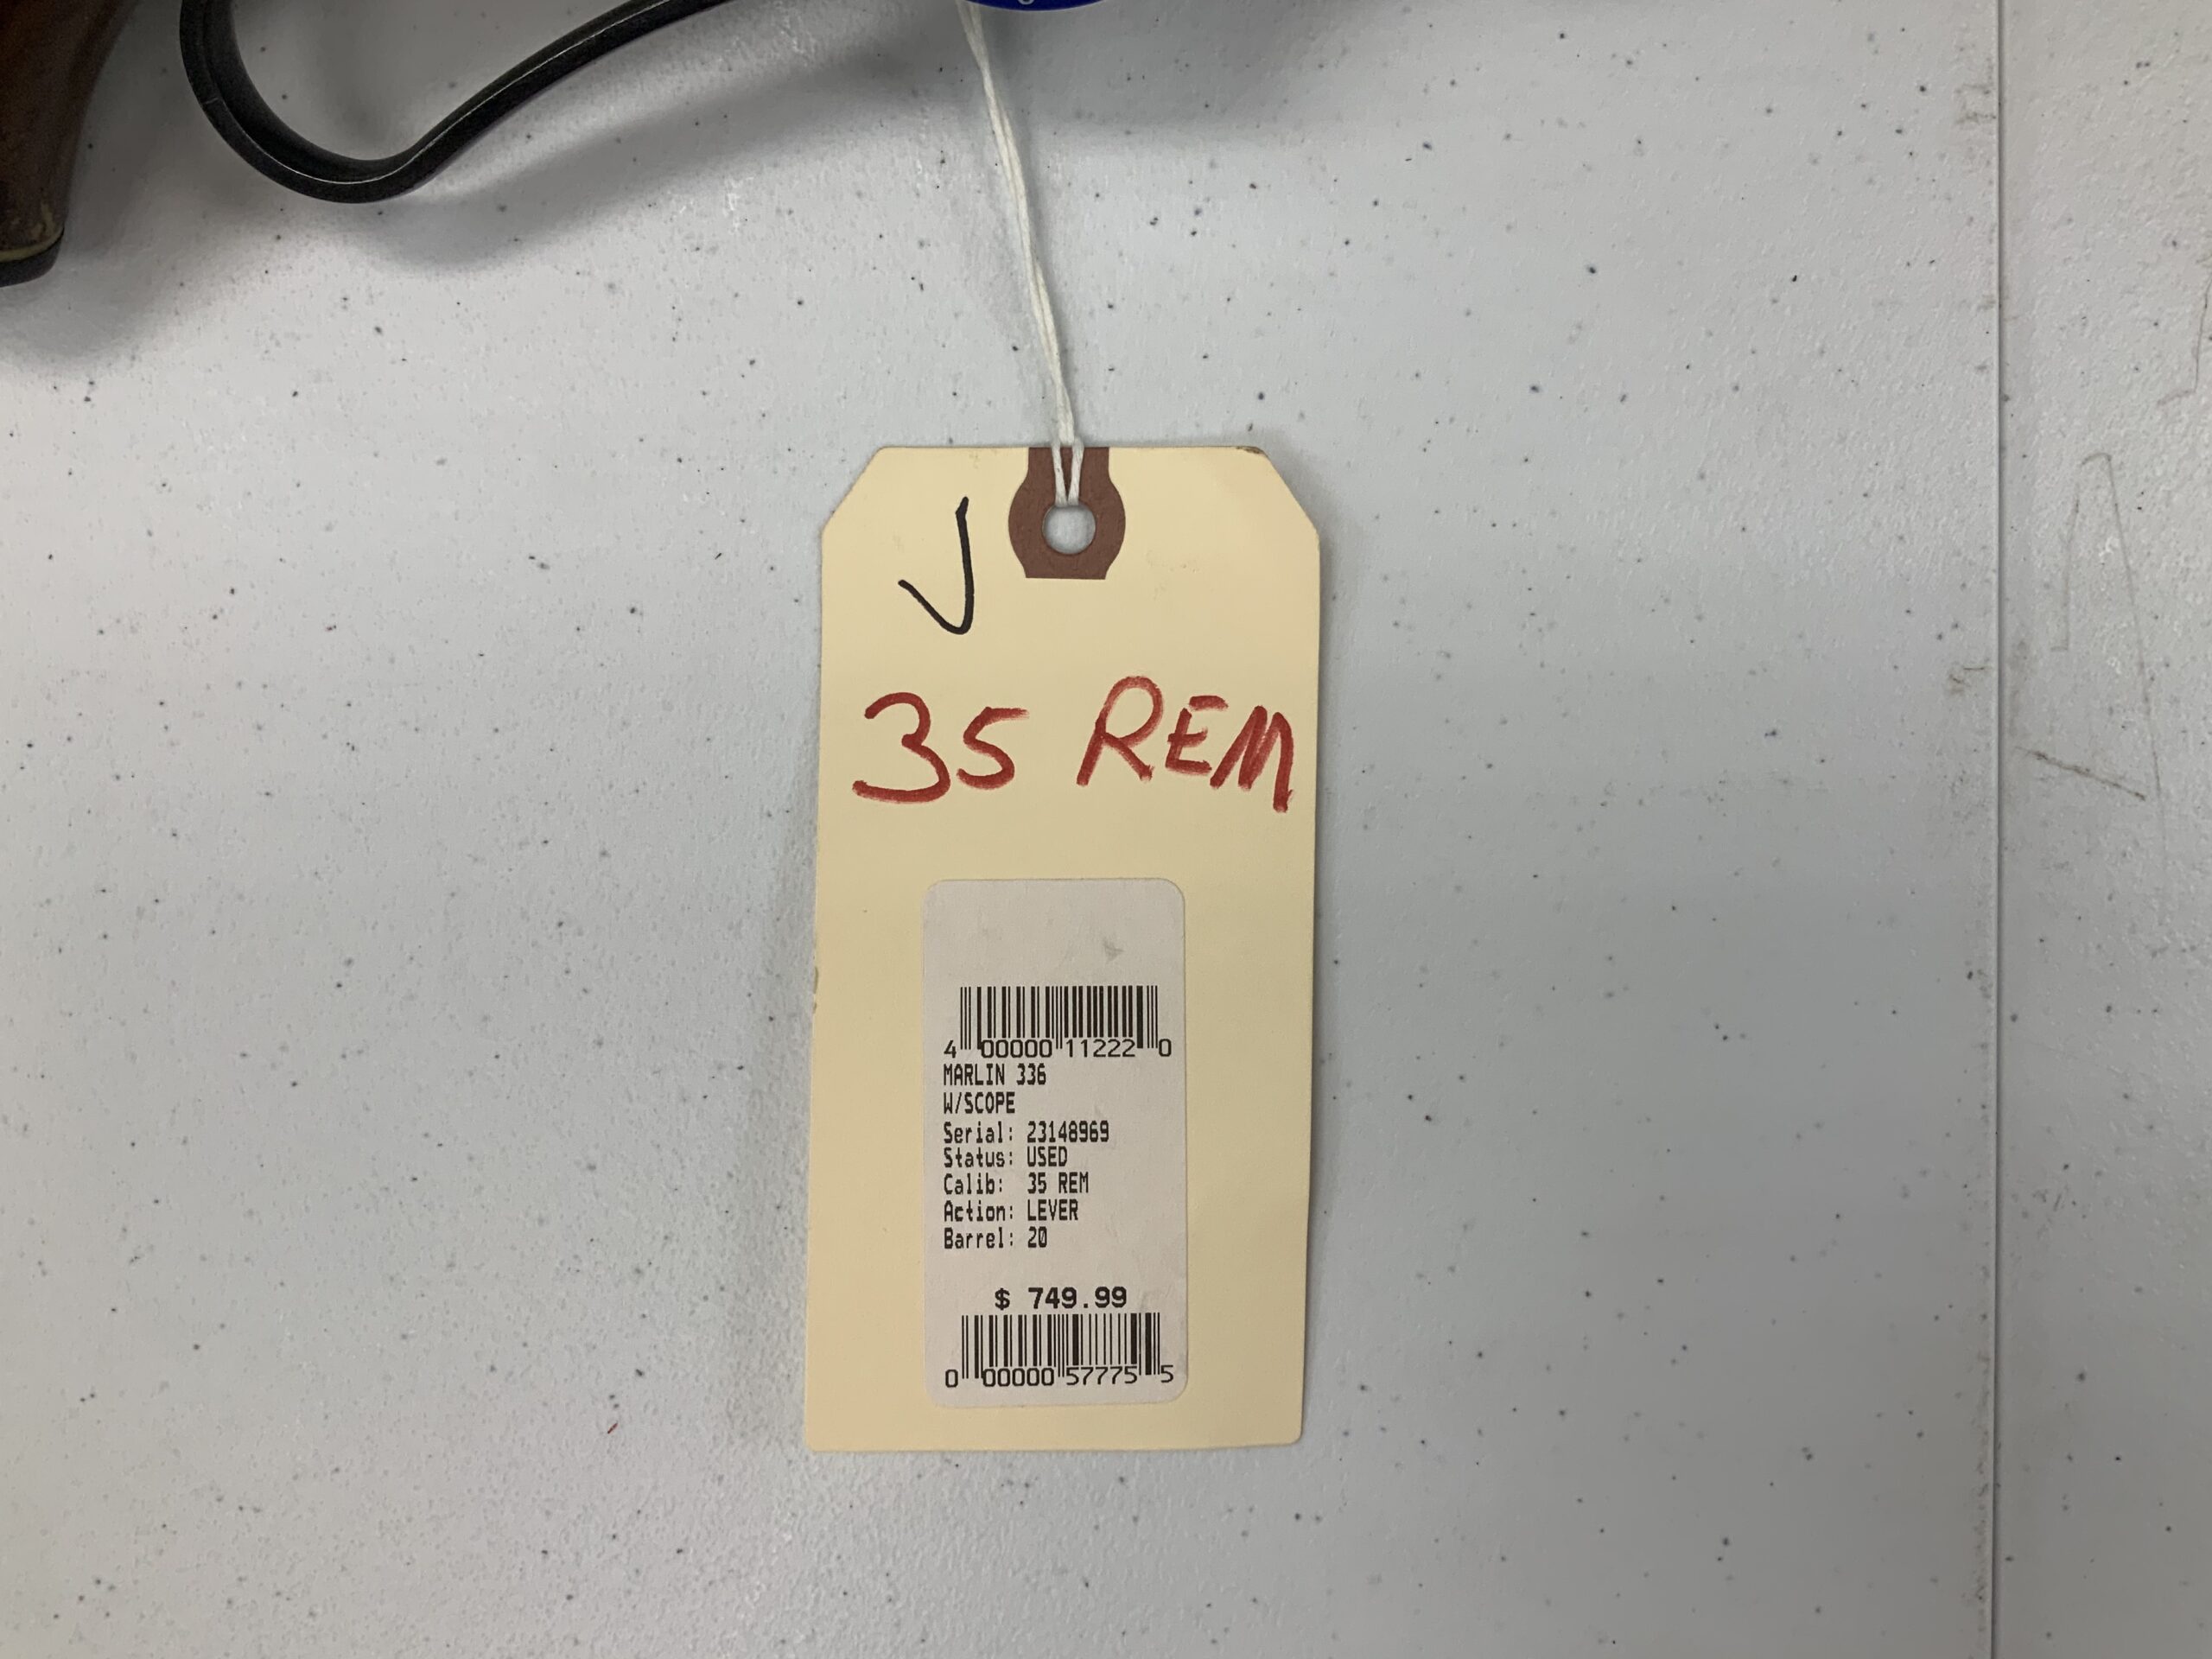 35 REM
4 00000 11222 0
MARLIN 336
W/SCOPE
Serial: 23148969
Status: USED
Calib: 35 REM
Action: LEVER
Barrel: 20
$ 749.99
0 00000 57775 5